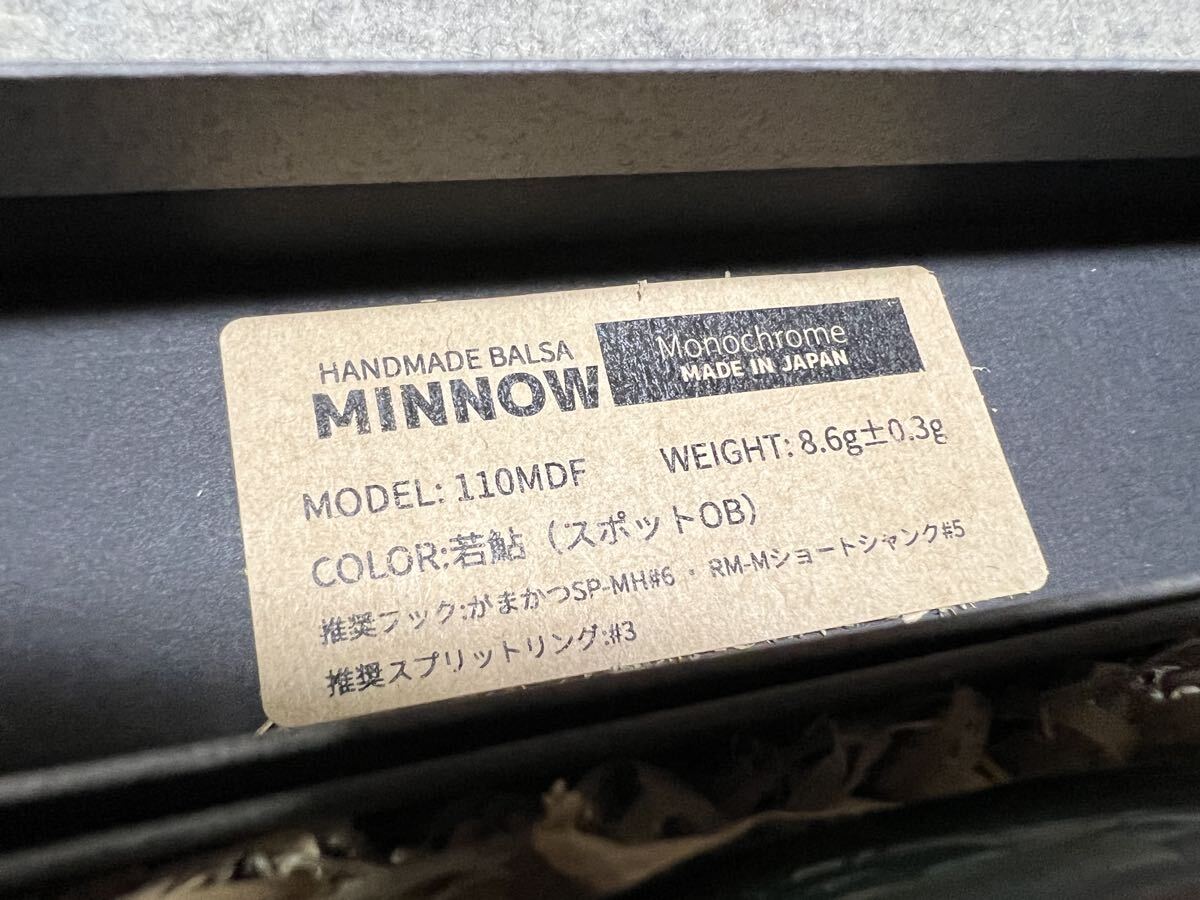 HANDMADE BALSA
MINNOW
Monochrome
MADE IN JAPAN
MODEL: 110MDF
WEIGHT: 8.6g±0.3g
COLOR:若鮎（スポットOB）
推奨フック:がまかつSP-MH#6・RM-Mショートシャンク#5
推奨スプリットリング:#3